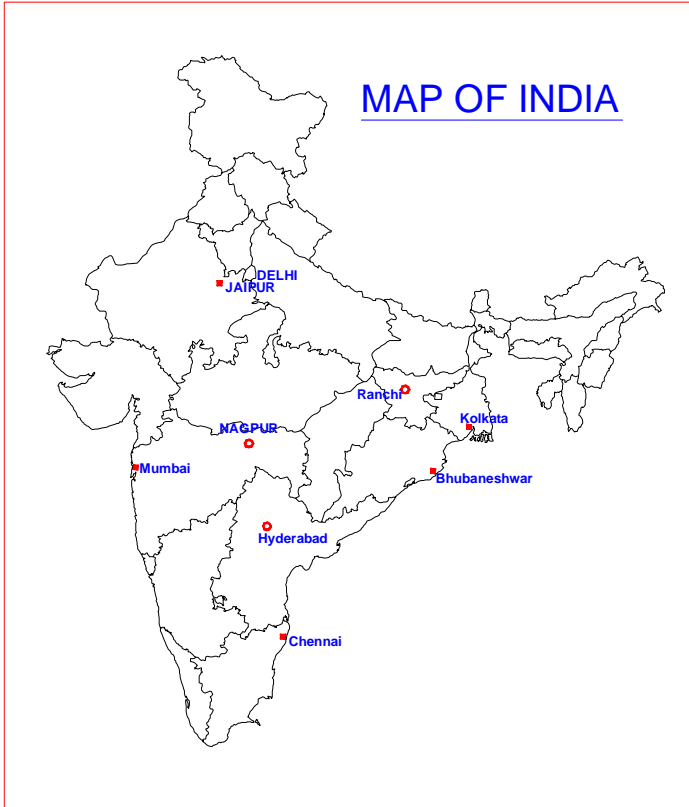 MAP OF INDIA
DELHI
JAIPUR
Ranchi
Kolkata
NAGPUR
Mumbai
Bhubaneshwar
Hyderabad
Chennai